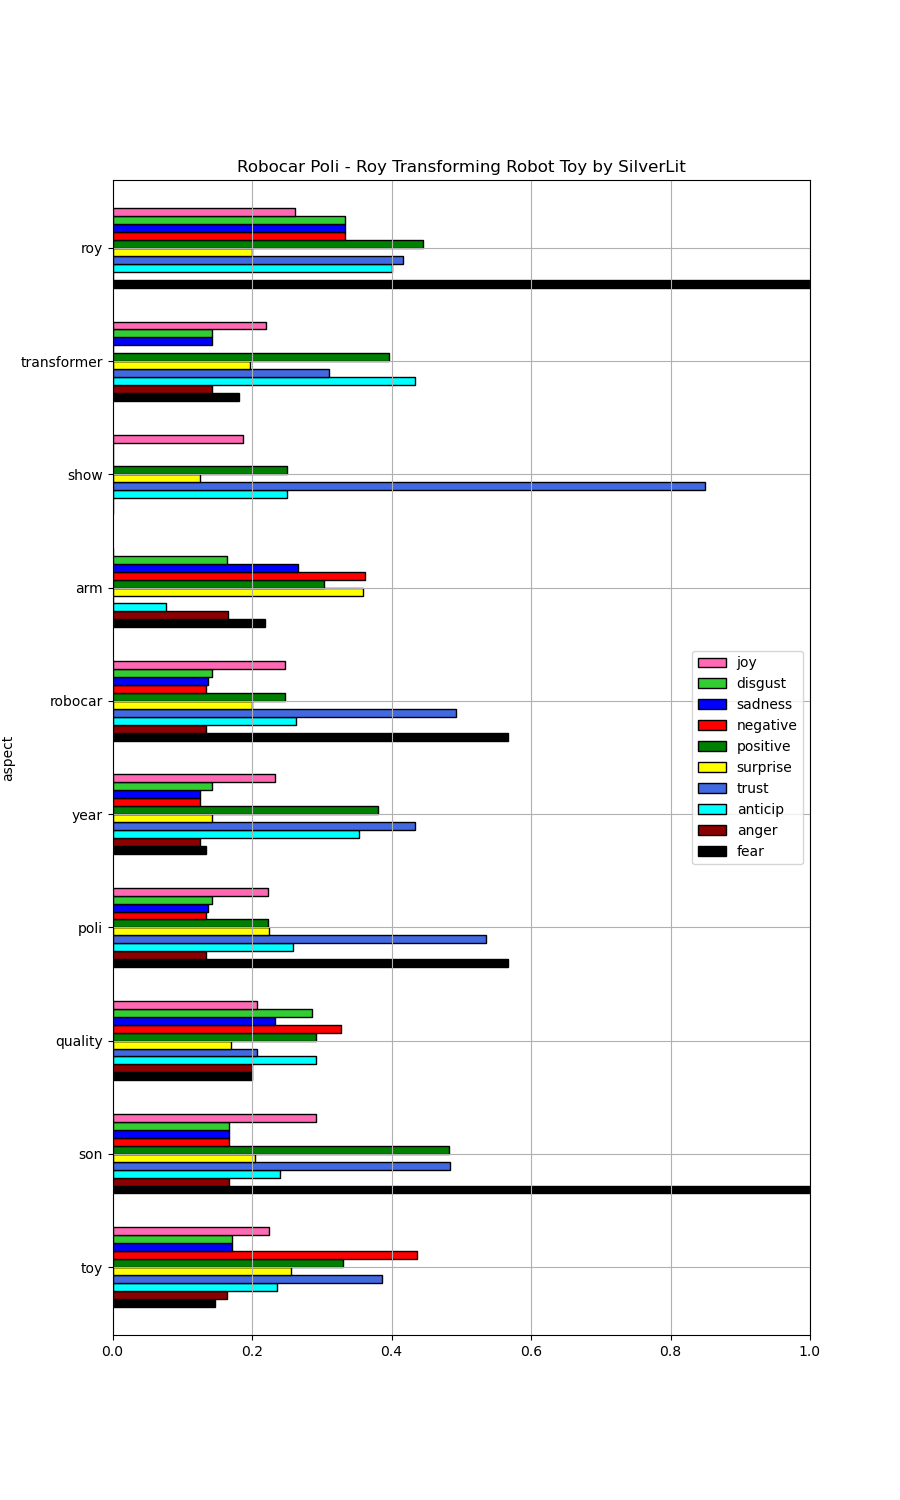 Robocar Poli - Roy Transforming Robot Toy by SilverLit
roy
transformer
show
arm
robocar
year
poli
quality
son
toy
aspect
joy
disgust
sadness
negative
positive
surprise
trust
anticip
anger
fear
0.0 0.2 0.4 0.6 0.8 1.0